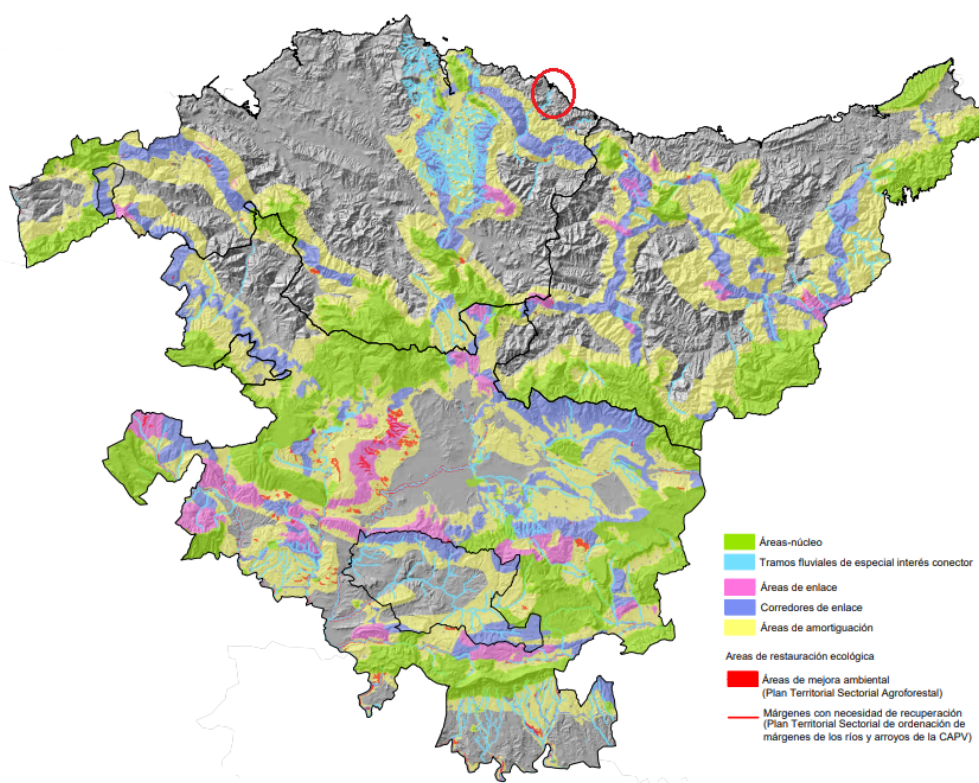 Áreas-núcleo
Tramos fluviales de especial interés conector
Áreas de enlace
Corredores de enlace
Áreas de amortiguación
Areas de restauración ecológica
Áreas de mejora ambiental
(Plan Territorial Sectorial Agroforestal)
Márgenes con necesidad de recuperación
(Plan Territorial Sectorial de ordenación de
márgenes de los ríos y arroyos de la CAPV)